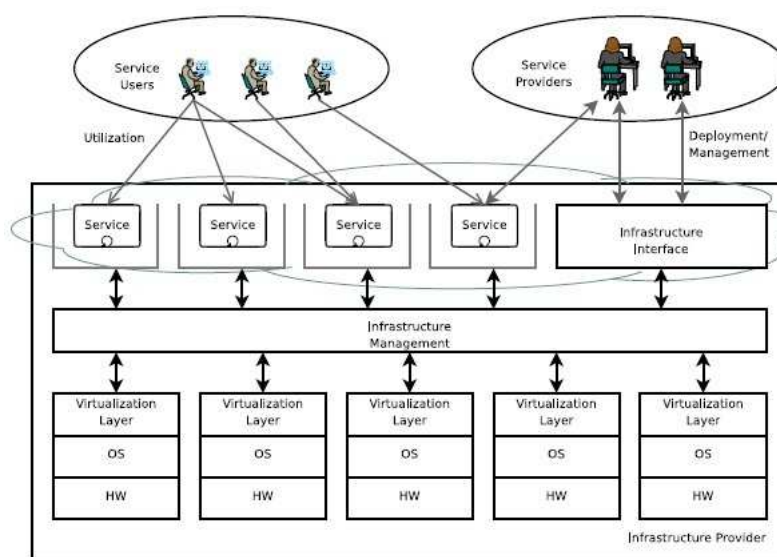 Service
Users
Service
Providers
Utilization
Deployment/
Management
Service
Service
Service
Service
Infrastructure
Interface
Infrastructure
Management
Virtualization
Layer
Virtualization
Layer
Virtualization
Layer
Virtualization
Layer
Virtualization
Layer
OS
OS
OS
OS
OS
HW
HW
HW
HW
HW
Infrastructure Provider